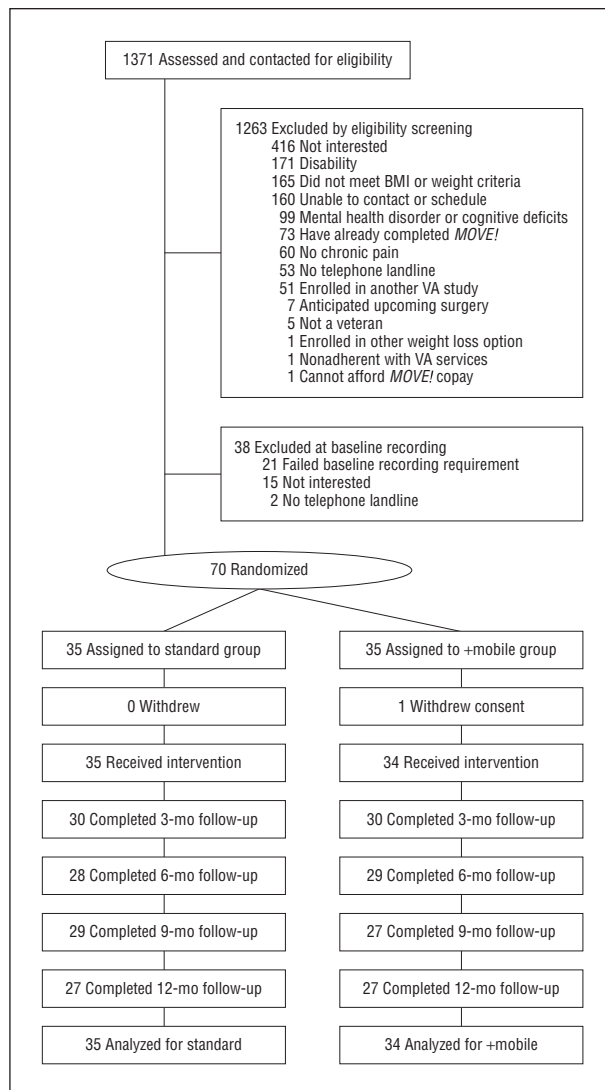 1371 Assessed and contacted for eligibility
1263 Excluded by eligibility screening
416 Not interested
171 Disability
165 Did not meet BMI or weight criteria
160 Unable to contact or schedule
99 Mental health disorder or cognitive deficits
73 Have already completed MOVE!
60 No chronic pain
53 No telephone landline
51 Enrolled in another VA study
7 Anticipated upcoming surgery
5 Not a veteran
1 Enrolled in other weight loss option
1 Nonadherent with VA services
1 Cannot afford MOVE! copay
38 Excluded at baseline recording
21 Failed baseline recording requirement
15 Not interested
2 No telephone landline
70 Randomized
35 Assigned to standard group
35 Assigned to +mobile group
0 Withdrew
1 Withdrew consent
35 Received intervention
34 Received intervention
30 Completed 3-mo follow-up
30 Completed 3-mo follow-up
28 Completed 6-mo follow-up
29 Completed 6-mo follow-up
29 Completed 9-mo follow-up
27 Completed 9-mo follow-up
27 Completed 12-mo follow-up
27 Completed 12-mo follow-up
35 Analyzed for standard
34 Analyzed for +mobile